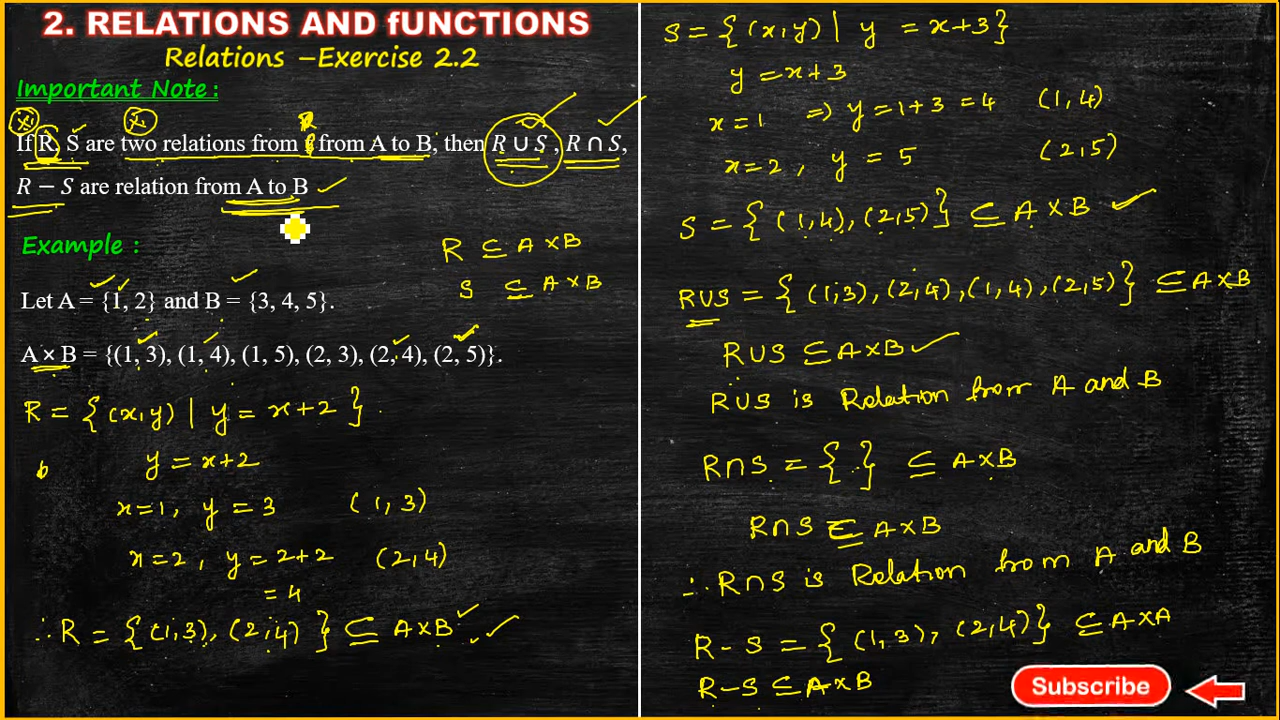 2. RELATIONS AND fUNCTIONS
Relations –Exercise 2.2
Important Note :
If R, S are two relations from from A to B, then R ∪ S , R ∩ S,
R − S are relation from A to B
Example :
R ⊆ A×B
S ⊆ A×B
Let A = {1, 2} and B = {3, 4, 5}.
A × B = {(1, 3), (1, 4), (1, 5), (2, 3), (2, 4), (2, 5)}.
R = { (x,y) | y = x+2 }
y = x+2
x=1, y = 3 (1, 3)
x=2, y = 2+2 (2,4)
= 4
∴ R = { (1,3), (2,4) } ⊆ A×B
S = { (x,y) | y = x+3}
y = x+3
x=1 ⇒ y = 1+3 = 4 (1,4)
x=2, y = 5 (2,5)
S = { (1,4), (2,5)} ⊆ A×B
R∪S = { (1,3), (2,4), (1,4), (2,5)} ⊆ A×B
R∪S ⊆ A×B
R∪S is Relation from A and B
R∩S = { } ⊆ A×B
R∩S ⊆ A×B
∴ R∩S is Relation from A and B
R-S = { (1,3), (2,4)} ⊆ A×A
R-S ⊆ A×B
Subscribe